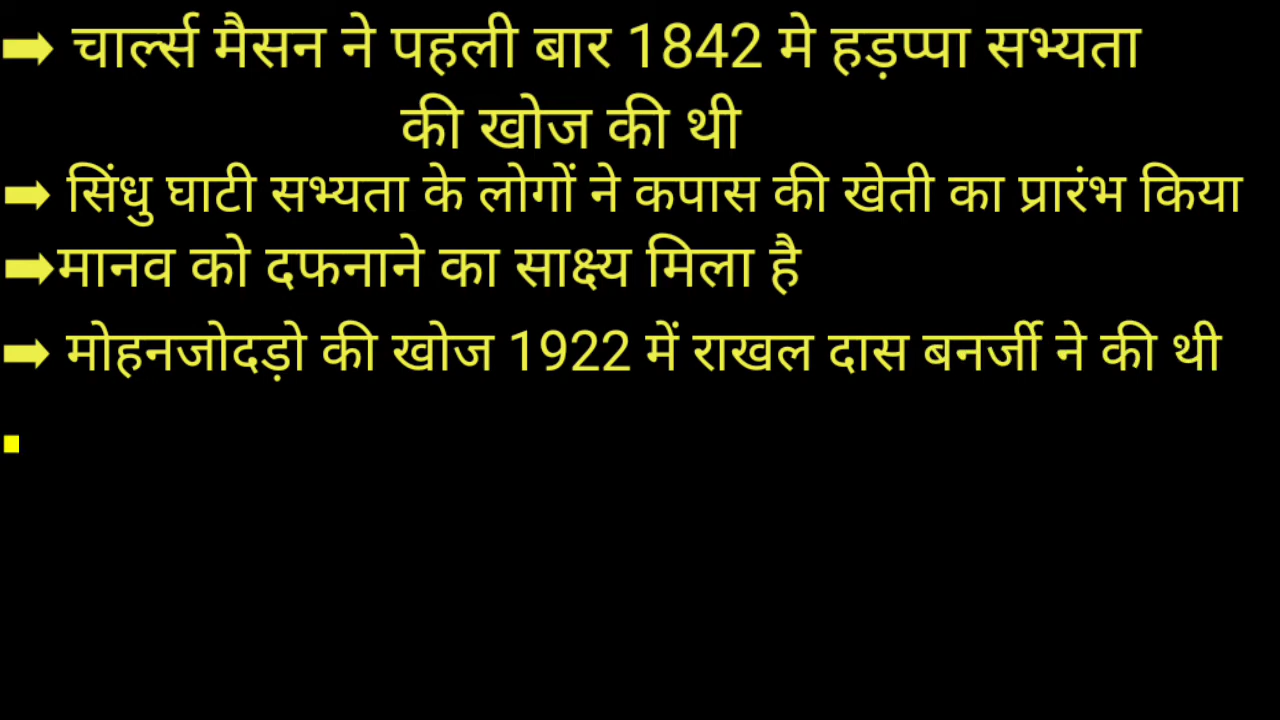 ➡ चार्ल्स मैसन ने पहली बार 1842 मे हड़प्पा सभ्यता
की खोज की थी
➡ सिंधु घाटी सभ्यता के लोगों ने कपास की खेती का प्रारंभ किया
➡मानव को दफनाने का साक्ष्य मिला है
➡ मोहनजोदड़ो की खोज 1922 में राखल दास बनर्जी ने की थी